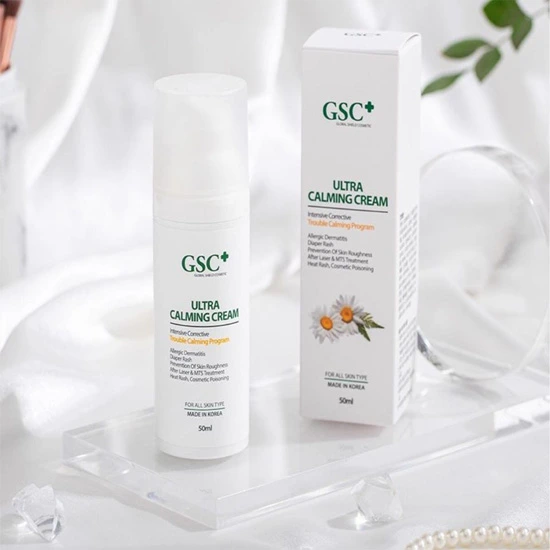 GSC+
GLOBAL SHIELD COSMETIC
ULTRA
CALMING CREAM
Intensive Corrective
Trouble Calming Program
Allergic Dermatitis
Diaper Rash
Prevention Of Skin Roughness
After Laser & MTS Treatment
Heat Rash, Cosmetic Poisoning
FOR ALL SKIN TYPE
MADE IN KOREA
50ml
GSC+
GLOBAL SHIELD COSMETIC
ULTRA
CALMING CREAM
Intensive Corrective
Trouble Calming Program
Allergic Dermatitis
Diaper Rash
Prevention Of Skin Roughness
After Laser & MTS Treatment
Heat Rash, Cosmetic Poisoning
FOR ALL SKIN TYPE
MADE IN KOREA
50ml